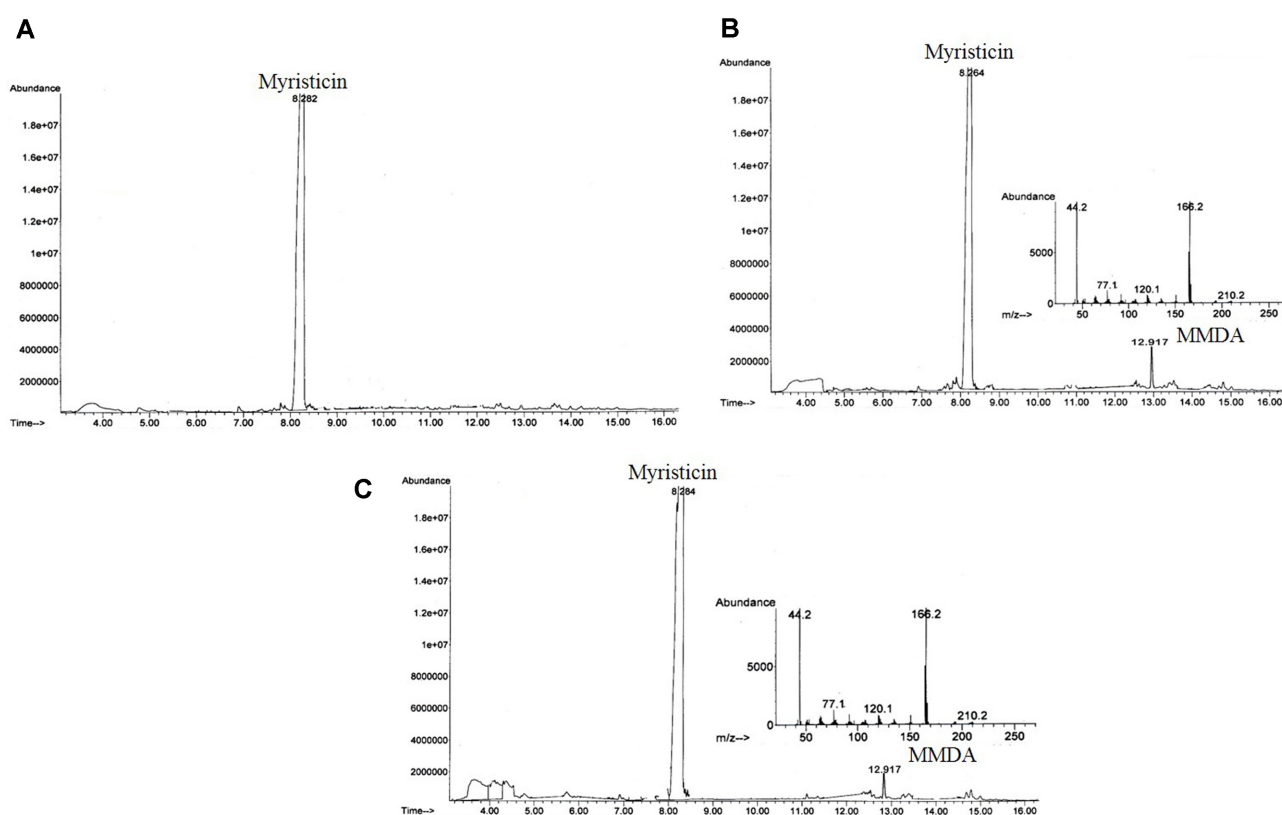 A
Myristicin
Abundance
8.282
1.8e+07
1.6e+07
1.4e+07
1.2e+07
1e+07
8000000
6000000
4000000
2000000
Time--> 4.00 5.00 6.00 7.00 8.00 9.00 10.00 11.00 12.00 13.00 14.00 15.00 16.00
B
Myristicin
Abundance
8.264
1.8e+07
1.6e+07
1.4e+07
1.2e+07
1e+07
8000000
6000000
4000000
2000000
Time--> 4.00 5.00 6.00 7.00 8.00 9.00 10.00 11.00 12.00 13.00 14.00 15.00 16.00
Abundance
44.2 166.2
5000
77.1 120.1 210.2
0
m/z--> 50 100 150 200 250
MMDA
12.917
C
Myristicin
Abundance
8.284
1.8e+07
1.6e+07
1.4e+07
1.2e+07
1e+07
8000000
6000000
4000000
2000000
Time--> 4.00 5.00 6.00 7.00 8.00 9.00 10.00 11.00 12.00 13.00 14.00 15.00 16.00
Abundance
44.2 166.2
5000
77.1 120.1 210.2
0
m/z--> 50 100 150 200 250
MMDA
12.917